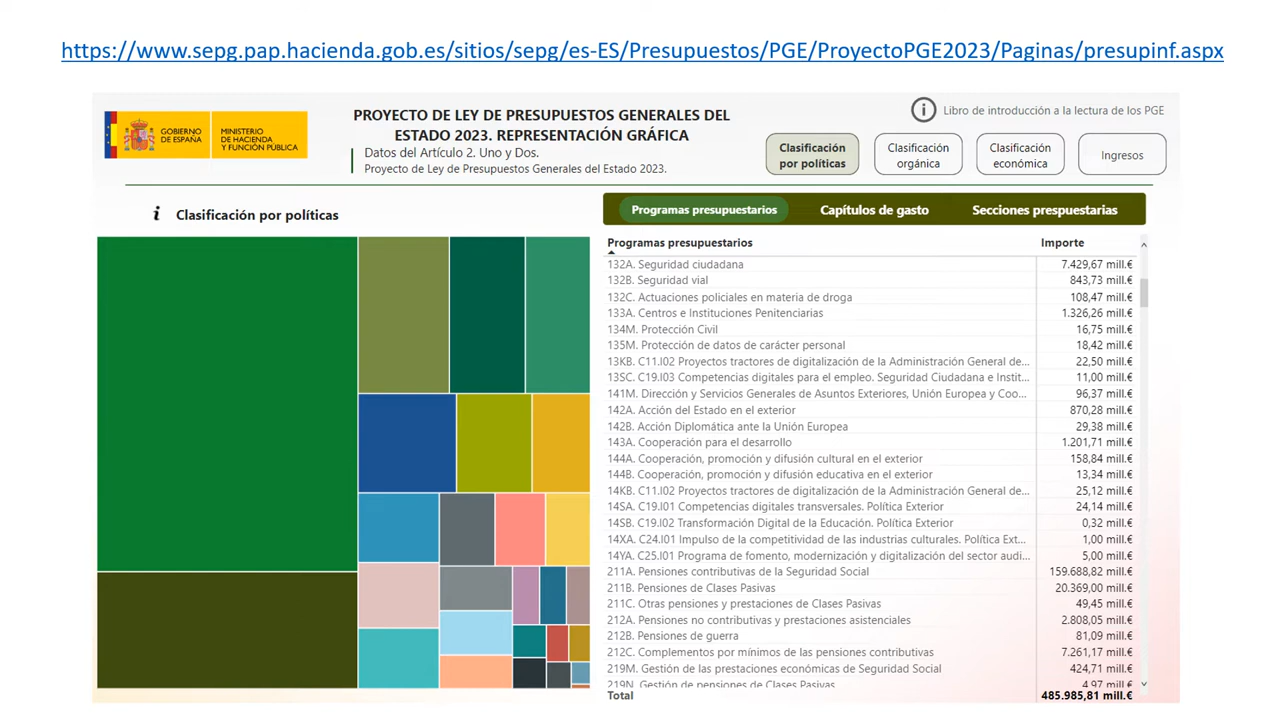 https://www.sepg.pap.hacienda.gob.es/sitios/sepg/es-ES/Presupuestos/PGE/ProyectoPGE2023/Paginas/presupinf.aspx
GOBIERNO DE ESPAÑA
MINISTERIO DE HACIENDA Y FUNCIÓN PÚBLICA
PROYECTO DE LEY DE PRESUPUESTOS GENERALES DEL
ESTADO 2023. REPRESENTACIÓN GRÁFICA
Datos del Artículo 2. Uno y Dos.
Proyecto de Ley de Presupuestos Generales del Estado 2023.
Libro de introducción a la lectura de los PGE
Clasificación por políticas
Clasificación orgánica
Clasificación económica
Ingresos
Clasificación por políticas
Programas presupuestarios Capítulos de gasto Secciones prespuestarias
Programas presupuestarios Importe
132A. Seguridad ciudadana 7.429,67 mill.€
132B. Seguridad vial 843,73 mill.€
132C. Actuaciones policiales en materia de droga 108,47 mill.€
133A. Centros e Instituciones Penitenciarias 1.326,26 mill.€
134M. Protección Civil 16,75 mill.€
135M. Protección de datos de carácter personal 18,42 mill.€
13KB. C11.I02 Proyectos tractores de digitalización de la Administración General de... 22,50 mill.€
13SC. C19.I03 Competencias digitales para el empleo. Seguridad Ciudadana e Instit... 11,00 mill.€
141M. Dirección y Servicios Generales de Asuntos Exteriores, Unión Europea y Coo... 96,37 mill.€
142A. Acción del Estado en el exterior 870,28 mill.€
142B. Acción Diplomática ante la Unión Europea 29,38 mill.€
143A. Cooperación para el desarrollo 1.201,71 mill.€
144A. Cooperación, promoción y difusión cultural en el exterior 158,84 mill.€
144B. Cooperación, promoción y difusión educativa en el exterior 13,34 mill.€
14KB. C11.I02 Proyectos tractores de digitalización de la Administración General de... 25,12 mill.€
14SA. C19.I01 Competencias digitales transversales. Política Exterior 24,14 mill.€
14SB. C19.I02 Transformación Digital de la Educación. Política Exterior 0,32 mill.€
14XA. C24.I01 Impulso de la competitividad de las industrias culturales. Política Ext... 1,00 mill.€
14YA. C25.I01 Programa de fomento, modernización y digitalización del sector audi... 5,00 mill.€
211A. Pensiones contributivas de la Seguridad Social 159.688,82 mill.€
211B. Pensiones de Clases Pasivas 20.369,00 mill.€
211C. Otras pensiones y prestaciones de Clases Pasivas 49,45 mill.€
212A. Pensiones no contributivas y prestaciones asistenciales 2.808,05 mill.€
212B. Pensiones de guerra 81,09 mill.€
212C. Complementos por mínimos de las pensiones contributivas 7.261,17 mill.€
219M. Gestión de las prestaciones económicas de Seguridad Social 424,71 mill.€
219N. Gestión de pensiones de Clases Pasivas 4,97 mill.€
Total 485.985,81 mill.€